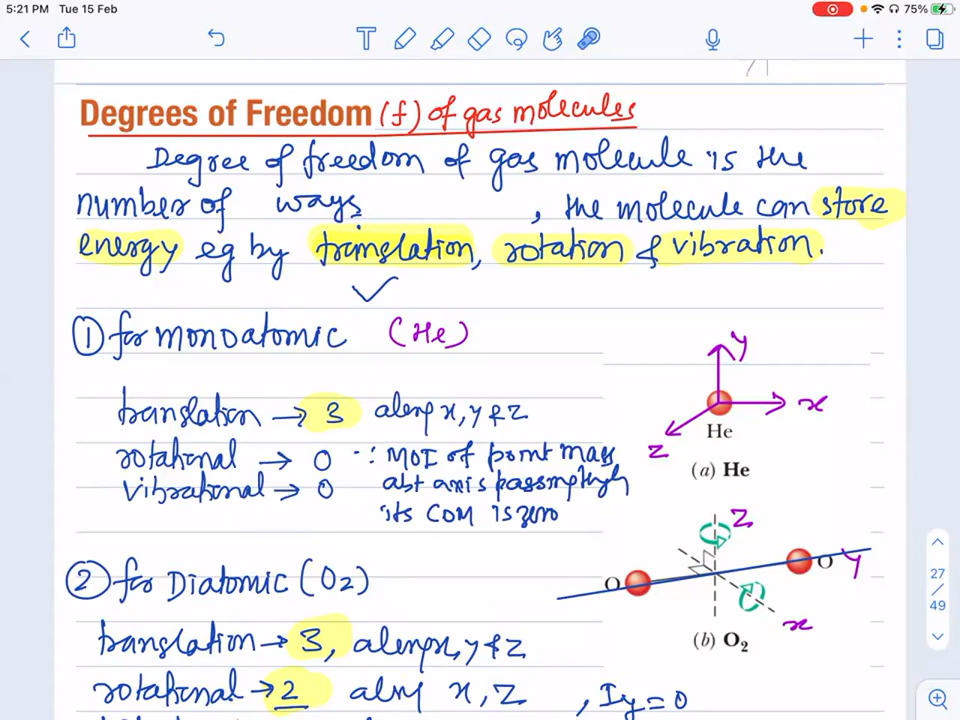 5:21 PM Tue 15 Feb
75%
Degrees of Freedom (f) of gas molecules
Degree of freedom of gas molecule is the
number of ways , the molecule can store
energy eg by translation, rotation & vibration.
① for monoatomic (He)
translation → 3 along x, y & z
rotational → 0 ∵ MOI of point mass
vibrational → 0 abt axis passing through
its COM is zero
y
x
z
He
(a) He
② for Diatomic (O2)
translation → 3, along x, y & z
rotational → 2 along x, z , Iy = 0
z
O
O
y
x
(b) O2
27
/
49